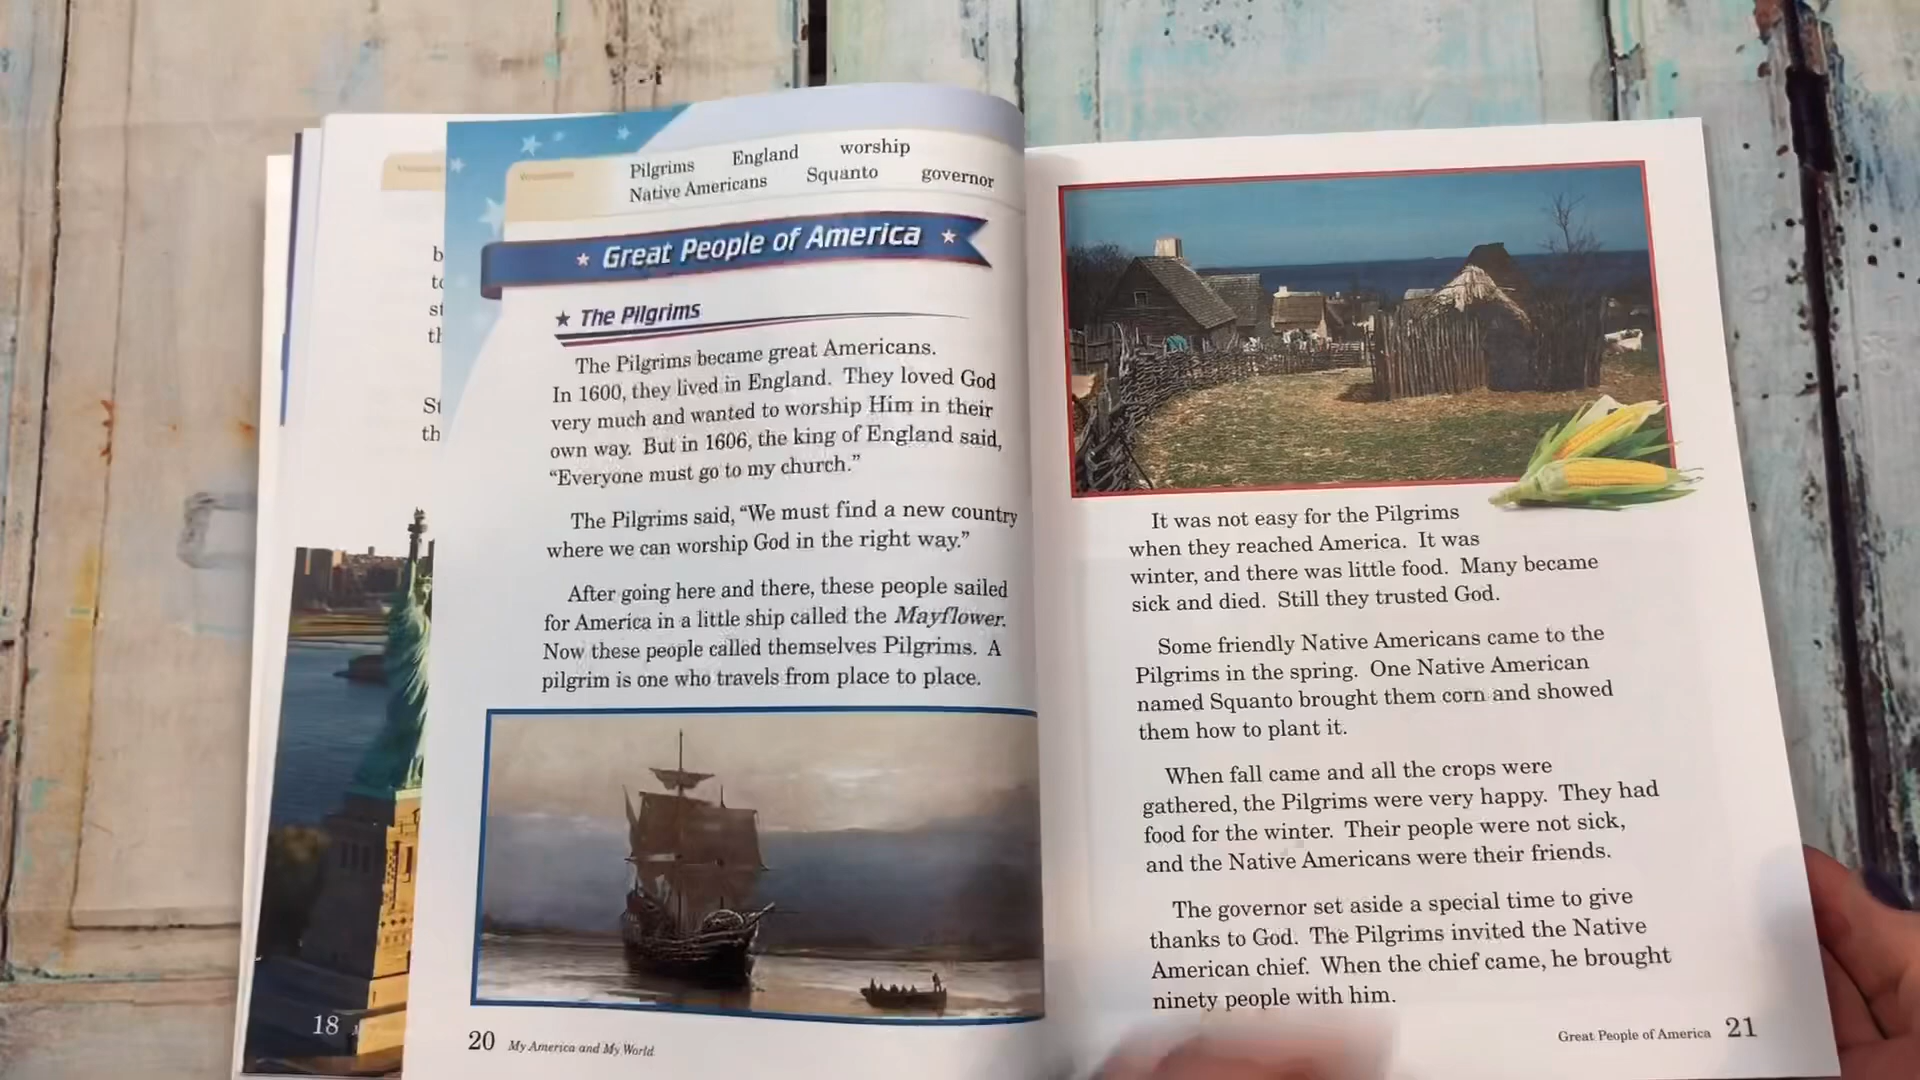 b
to
st
th
St
th
18
Pilgrims England worship
Native Americans Squanto governor
Great People of America
The Pilgrims
The Pilgrims became great Americans.
In 1600, they lived in England. They loved God
very much and wanted to worship Him in their
own way. But in 1606, the king of England said,
“Everyone must go to my church.”
The Pilgrims said, “We must find a new country
where we can worship God in the right way.”
After going here and there, these people sailed
for America in a little ship called the Mayflower.
Now these people called themselves Pilgrims. A
pilgrim is one who travels from place to place.
20 My America and My World
It was not easy for the Pilgrims
when they reached America. It was
winter, and there was little food. Many became
sick and died. Still they trusted God.
Some friendly Native Americans came to the
Pilgrims in the spring. One Native American
named Squanto brought them corn and showed
them how to plant it.
When fall came and all the crops were
gathered, the Pilgrims were very happy. They had
food for the winter. Their people were not sick,
and the Native Americans were their friends.
The governor set aside a special time to give
thanks to God. The Pilgrims invited the Native
American chief. When the chief came, he brought
ninety people with him.
Great People of America 21